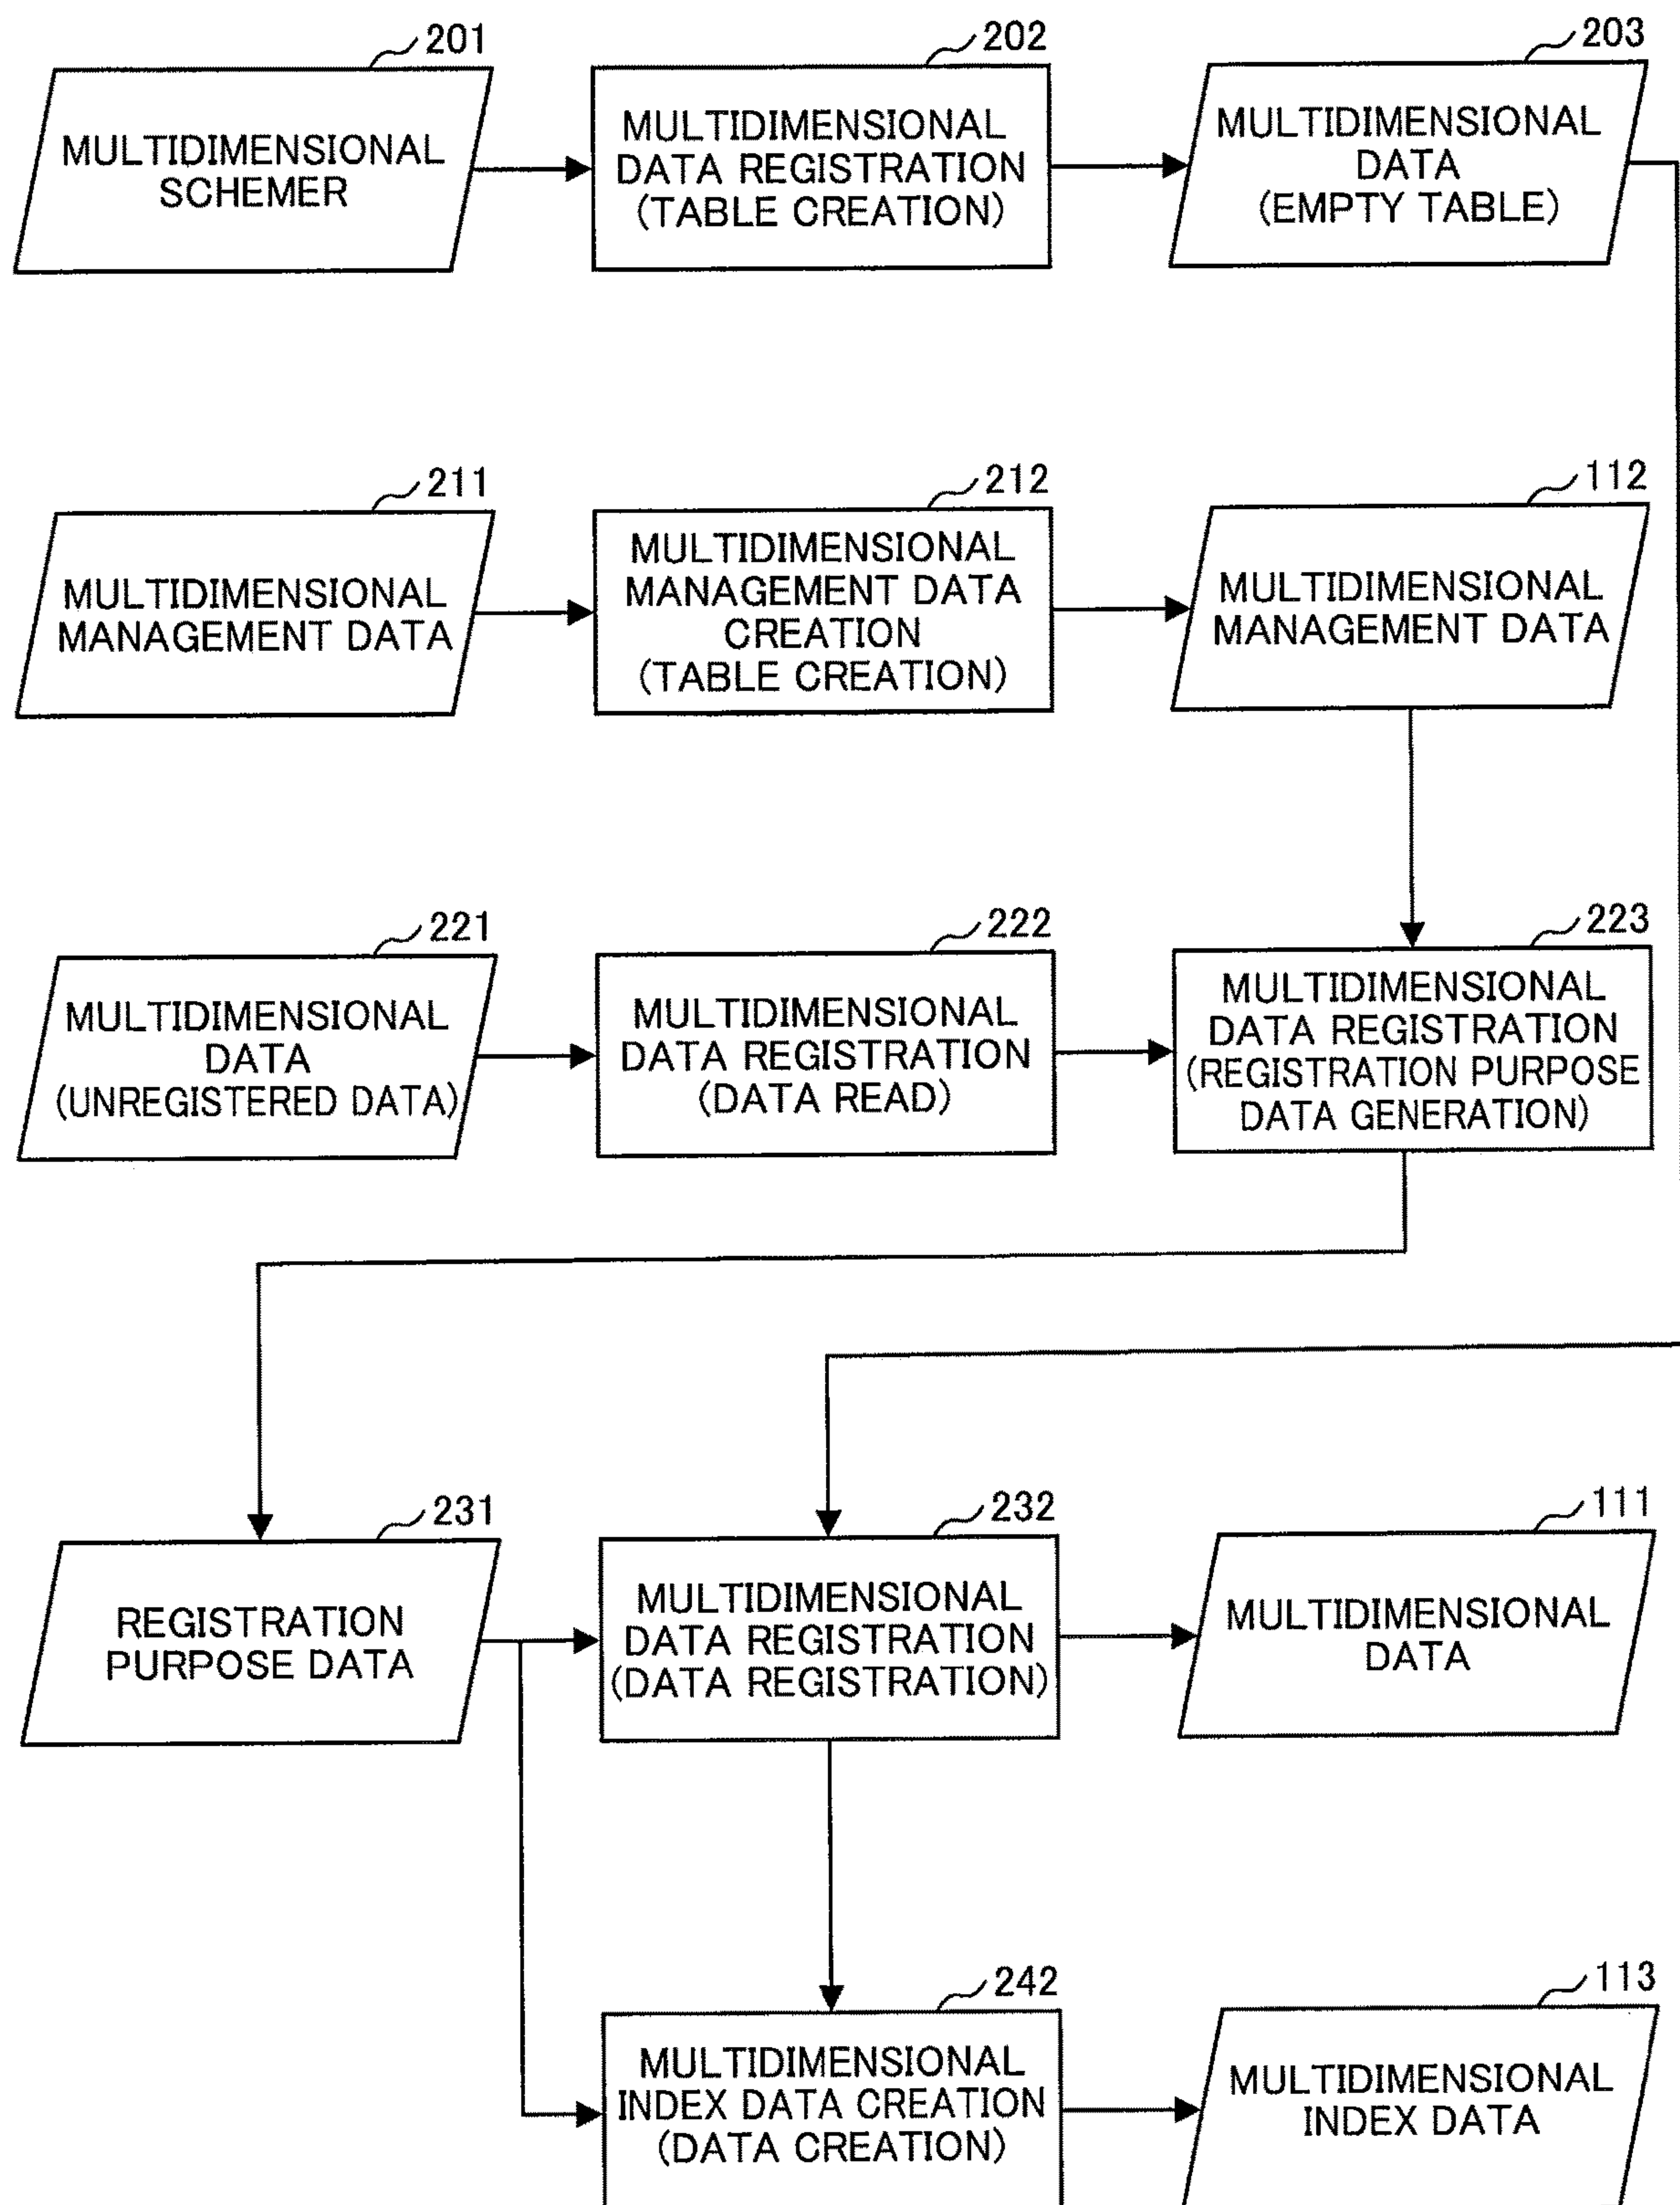 201
MULTIDIMENSIONAL
SCHEMER
202
MULTIDIMENSIONAL
DATA REGISTRATION
(TABLE CREATION)
203
MULTIDIMENSIONAL
DATA
(EMPTY TABLE)
211
MULTIDIMENSIONAL
MANAGEMENT DATA
212
MULTIDIMENSIONAL
MANAGEMENT DATA
CREATION
(TABLE CREATION)
112
MULTIDIMENSIONAL
MANAGEMENT DATA
221
MULTIDIMENSIONAL
DATA
(UNREGISTERED DATA)
222
MULTIDIMENSIONAL
DATA REGISTRATION
(DATA READ)
223
MULTIDIMENSIONAL
DATA REGISTRATION
(REGISTRATION PURPOSE
DATA GENERATION)
231
REGISTRATION
PURPOSE DATA
232
MULTIDIMENSIONAL
DATA REGISTRATION
(DATA REGISTRATION)
111
MULTIDIMENSIONAL
DATA
242
MULTIDIMENSIONAL
INDEX DATA CREATION
(DATA CREATION)
113
MULTIDIMENSIONAL
INDEX DATA